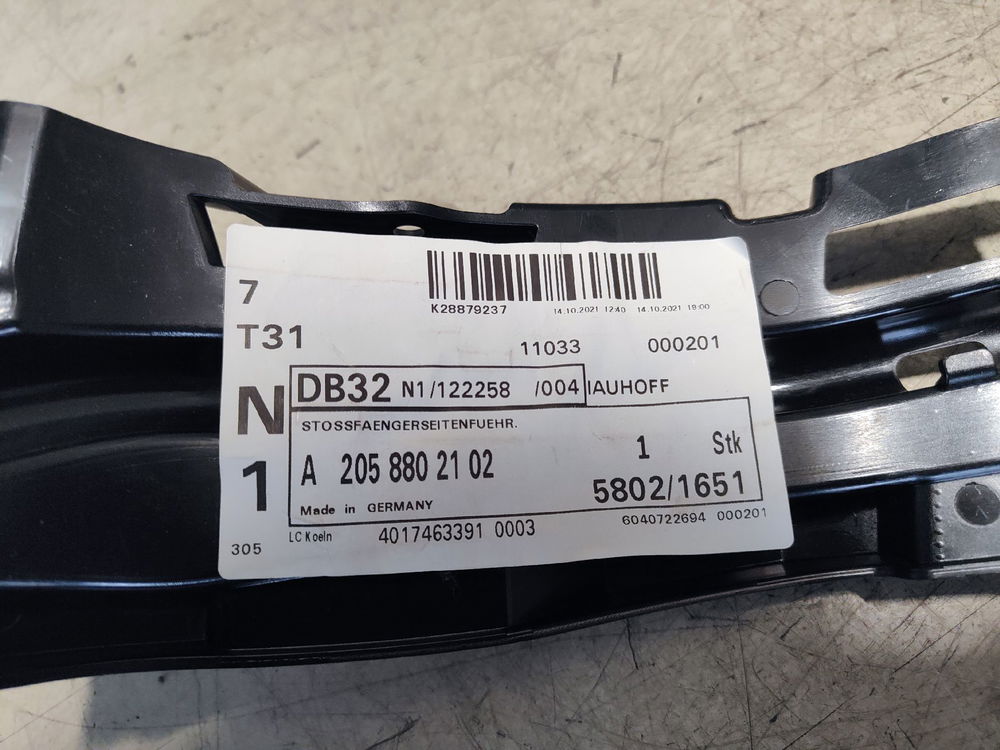 K28879237 14.10.2021 12:40 14.10.2021 18:00
7
T31 11033 000201
N DB32 N1/122258 /004 IAUHOFF
STOSSFAENGERSEITENFUEHR.
1 A 205 880 21 02 1 Stk
5802/1651
Made in GERMANY
305 LC Koeln 4017463391 0003 6040722694 000201